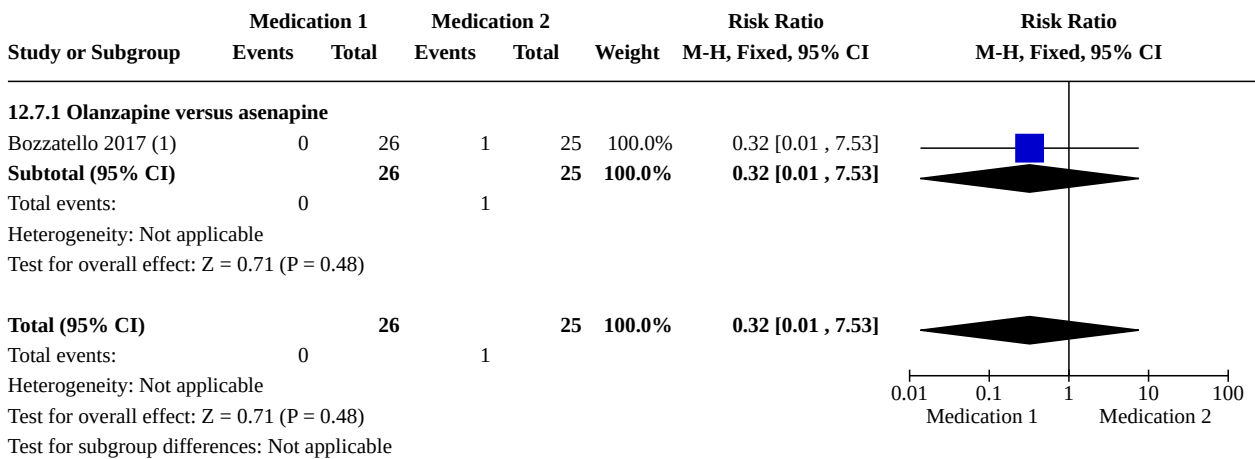 Medication 1 Medication 2 Risk Ratio Risk Ratio
Study or Subgroup Events Total Events Total Weight M-H, Fixed, 95% CI M-H, Fixed, 95% CI
12.7.1 Olanzapine versus asenapine
Bozzatello 2017 (1) 0 26 1 25 100.0% 0.32 [0.01 , 7.53]
Subtotal (95% CI) 26 25 100.0% 0.32 [0.01 , 7.53]
Total events: 0 1
Heterogeneity: Not applicable
Test for overall effect: Z = 0.71 (P = 0.48)
Total (95% CI) 26 25 100.0% 0.32 [0.01 , 7.53]
Total events: 0 1
Heterogeneity: Not applicable
0.01 0.1 1 10 100
Test for overall effect: Z = 0.71 (P = 0.48) Medication 1 Medication 2
Test for subgroup differences: Not applicable